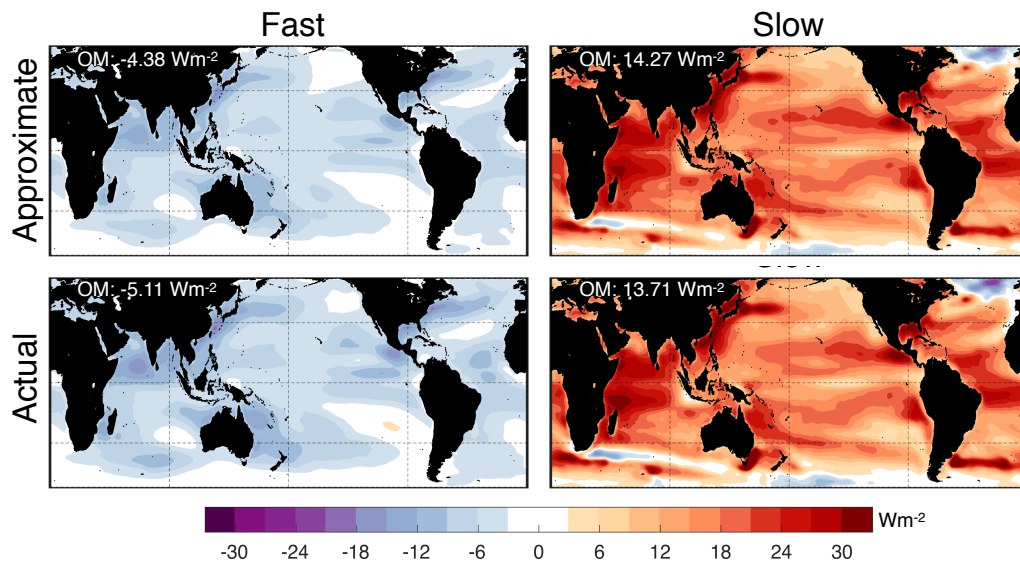 Fast Slow
Approximate
OM: -4.38 Wm-2 OM: 14.27 Wm-2
Actual
OM: -5.11 Wm-2 OM: 13.71 Wm-2
-30 -24 -18 -12 -6 0 6 12 18 24 30 Wm-2